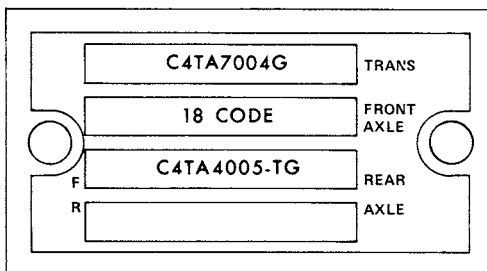 C4TA7004G TRANS
18 CODE FRONT AXLE
F C4TA4005-TG REAR
R AXLE